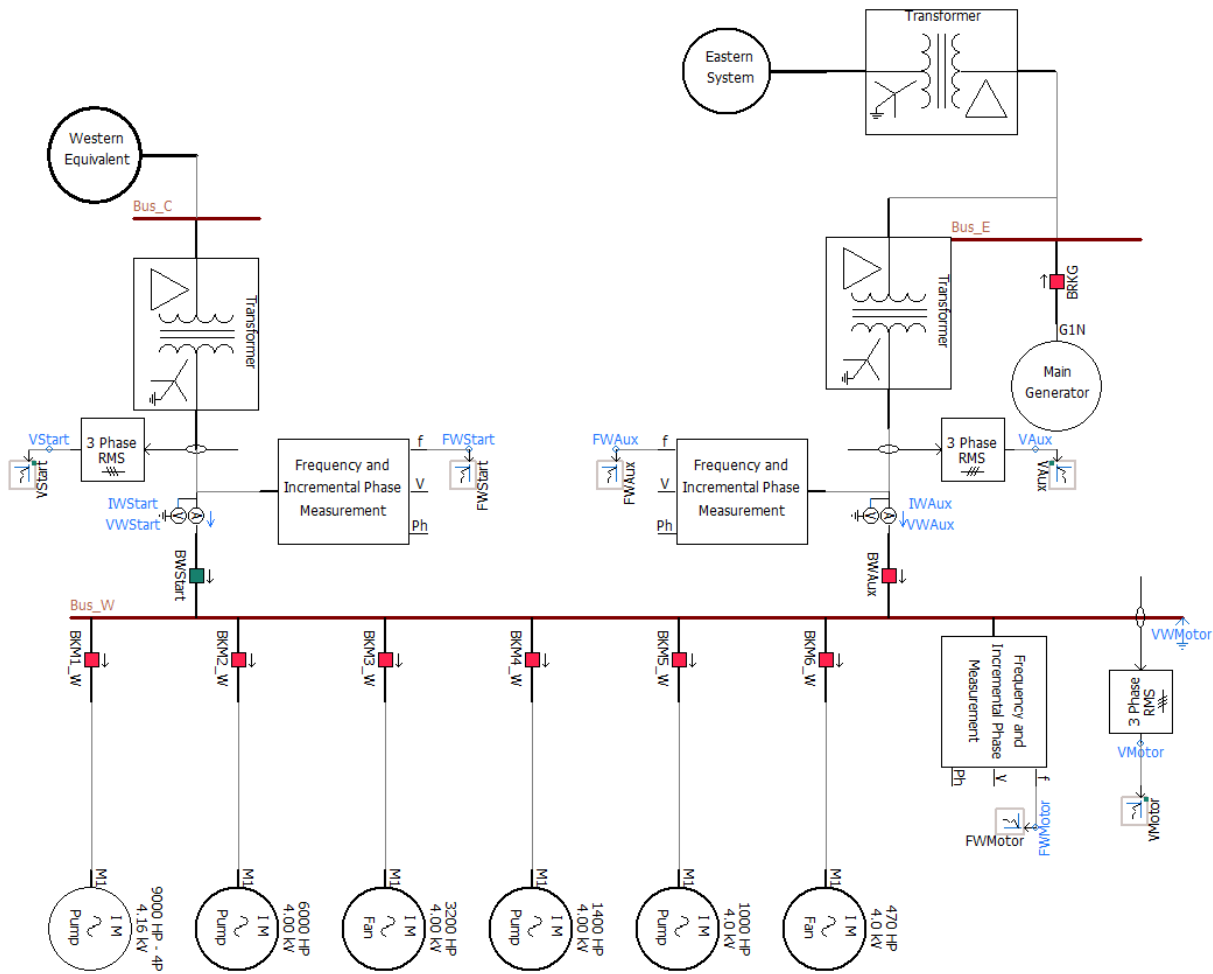 Transformer
Eastern
System
Western
Equivalent
Bus_C
Bus_E
Transformer
Transformer
BRKG
G1N
Main
Generator
VStart
3 Phase
RMS
VStart
Frequency and
Incremental Phase
Measurement
f
V
Ph
FWStart
FWStart
FWAux
FWAux
f
V
Ph
Frequency and
Incremental Phase
Measurement
3 Phase
RMS
VAux
VAux
IWStart
VWStart
V
A
IWAux
VWAux
V
A
BWStart
BWAux
Bus_W
VWMotor
BKM1_W
BKM2_W
BKM3_W
BKM4_W
BKM5_W
BKM6_W
Frequency and
Incremental Phase
Measurement
Ph
V
f
3 Phase
RMS
VMotor
VMotor
FWMotor
FWMotor
M1
I M
Pump
9000 HP - 4P
4.16 kV
M1
I M
Pump
6000 HP
4.00 kV
M1
I M
Fan
3200 HP
4.00 kV
M1
I M
Pump
1400 HP
4.00 kV
M1
I M
Pump
1000 HP
4.0 kV
M1
I M
Fan
470 HP
4.0 kV